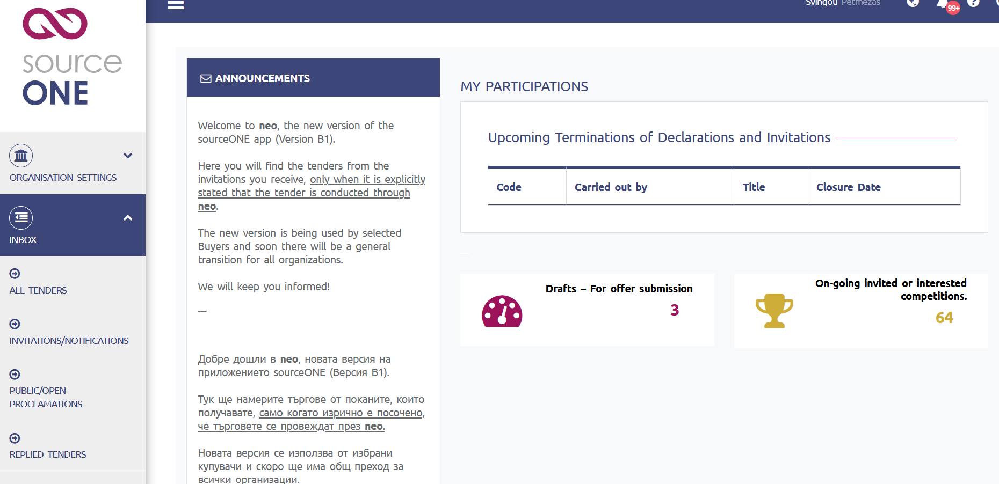 Svingou Petmezas
99+
source
ONE
ORGANISATION SETTINGS
INBOX
ALL TENDERS
INVITATIONS/NOTIFICATIONS
PUBLIC/OPEN
PROCLAMATIONS
REPLIED TENDERS
ANNOUNCEMENTS
Welcome to neo, the new version of the
sourceONE app (Version B1).
Here you will find the tenders from the
invitations you receive, only when it is explicitly
stated that the tender is conducted through
neo.
The new version is being used by selected
Buyers and soon there will be a general
transition for all organizations.
We will keep you informed!
---
Добре дошли в neo, новата версия на
приложението sourceONE (Версия B1).
Тук ще намерите търгове от поканите, които
получавате, само когато изрично е посочено,
че търговете се провеждат през neo.
Новата версия се използва от избрани
купувачи и скоро ще има общ преход за
всички организации.
MY PARTICIPATIONS
Upcoming Terminations of Declarations and Invitations
Code Carried out by Title Closure Date
Drafts – For offer submission
3
On-going invited or interested
competitions.
64